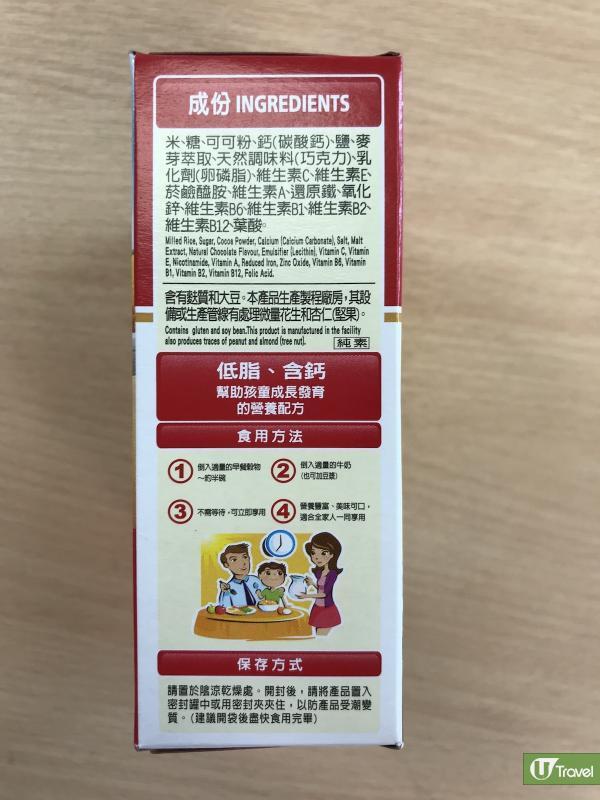 成份 INGREDIENTS
米、糖、可可粉、鈣(碳酸鈣)、鹽、麥
芽萃取、天然調味料(巧克力)、乳
化劑(卵磷脂)、維生素C、維生素E、
菸鹼醯胺、維生素A、還原鐵、氧化
鋅、維生素B6、維生素B1、維生素B2、
維生素B12、葉酸。
Milled Rice, Sugar, Cocoa Powder, Calcium (Calcium Carbonate), Salt, Malt
Extract, Natural Chocolate Flavour, Emulsifier (Lecithin), Vitamin C, Vitamin
E, Nicotinamide, Vitamin A, Reduced Iron, Zinc Oxide, Vitamin B6, Vitamin
B1, Vitamin B2, Vitamin B12, Folic Acid.
含有麩質和大豆。本產品生產製程廠房,其設
備或生產管線有處理微量花生和杏仁(堅果)。
Contains gluten and soy bean.This product is manufactured in the facility
also produces traces of peanut and almond (tree nut).
純素
低脂、含鈣
幫助孩童成長發育
的營養配方
食用方法
1 倒入適量的早餐穀物
~約半碗
2 倒入適量的牛奶
(也可加豆漿)
3 不需等待,可立即享用
4 營養豐富、美味可口,
適合全家人一同享用
保存方式
請置於陰涼乾燥處。開封後,請將產品置入
密封罐中或用密封夾夾住,以防產品受潮變
質。(建議開袋後盡快食用完畢)
U Travel